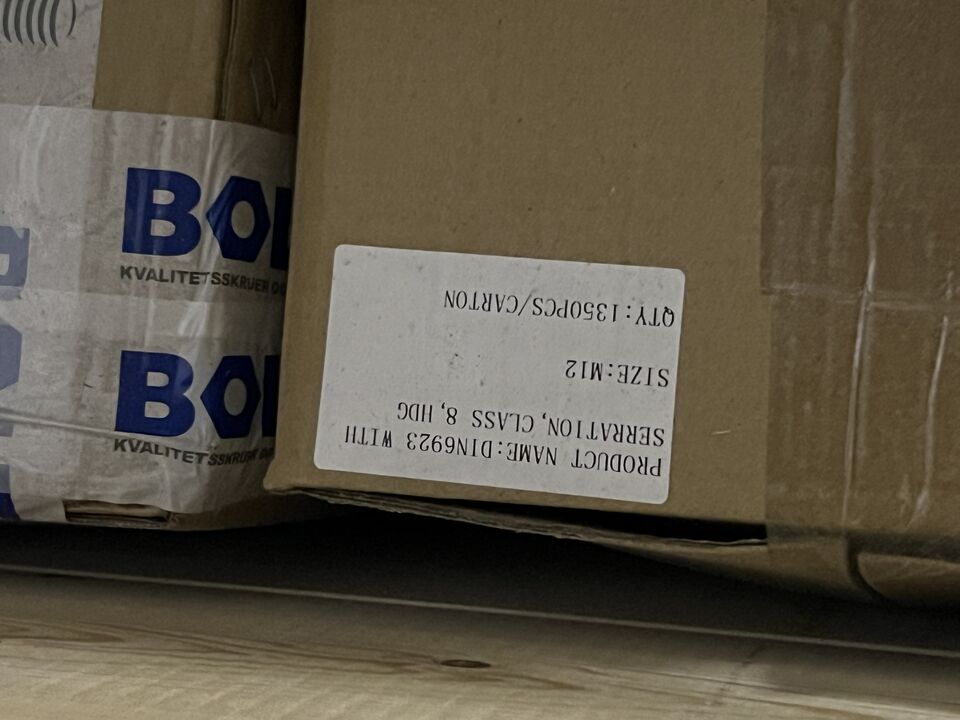 PRODUCT NAME:DIN6923 WITH
SERRATION, CLASS 8, HDG
SIZE:M12
QTY:1350PCS/CARTON
KVALITETSSKRUER
KVALITETSSKRUER